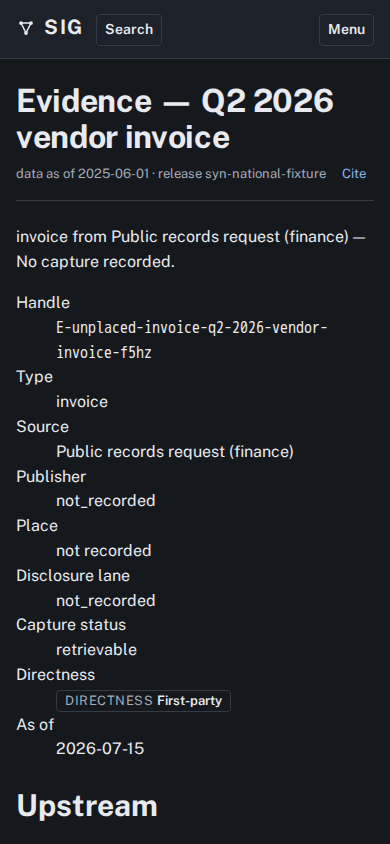 SIG Search Menu
Evidence — Q2 2026
vendor invoice
data as of 2025-06-01 · release syn-national-fixture Cite
invoice from Public records request (finance) —
No capture recorded.
Handle
E-unplaced-invoice-q2-2026-vendor-
invoice-f5hz
Type
invoice
Source
Public records request (finance)
Publisher
not_recorded
Place
not recorded
Disclosure lane
not_recorded
Capture status
retrievable
Directness
DIRECTNESS First-party
As of
2026-07-15
Upstream